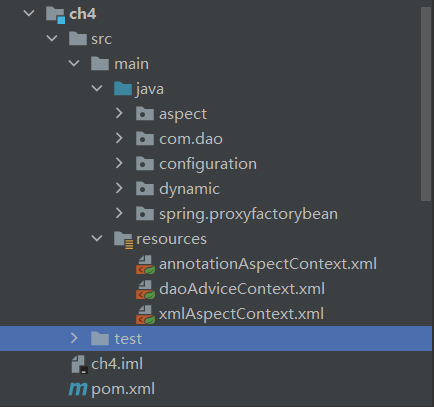 ch4
src
main
java
aspect
com.dao
configuration
dynamic
spring.proxyfactorybean
resources
annotationAspectContext.xml
daoAdviceContext.xml
xmlAspectContext.xml
test
ch4.iml
pom.xml